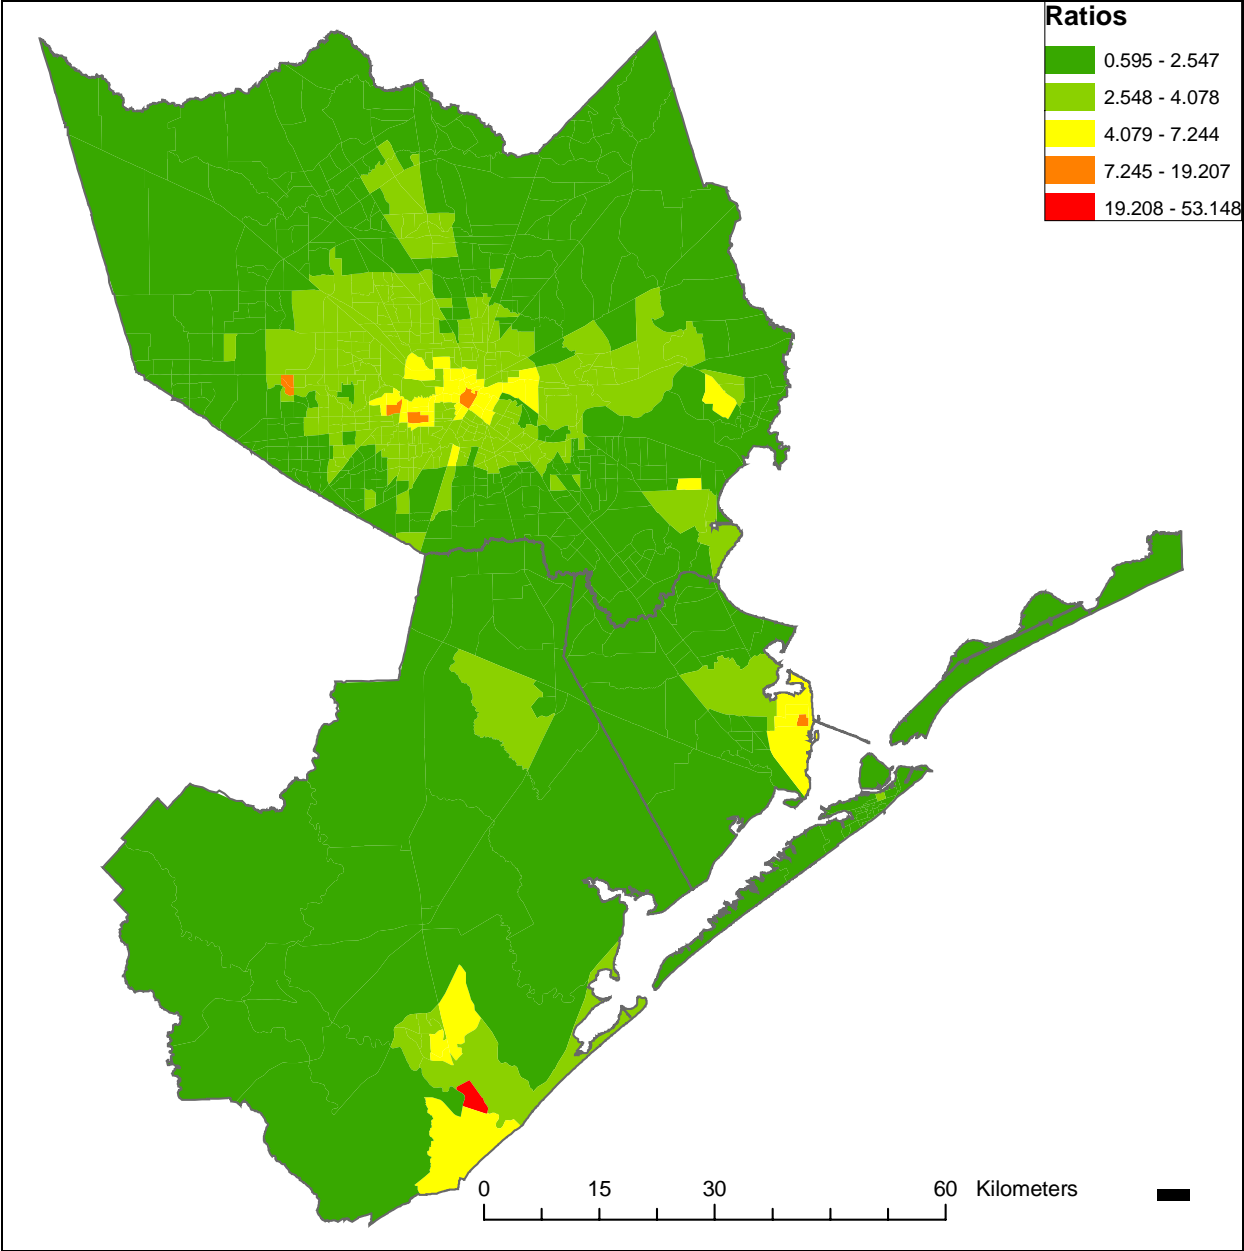 Ratios
0.595 - 2.547
2.548 - 4.078
4.079 - 7.244
7.245 - 19.207
19.208 - 53.148
0 15 30 60 Kilometers